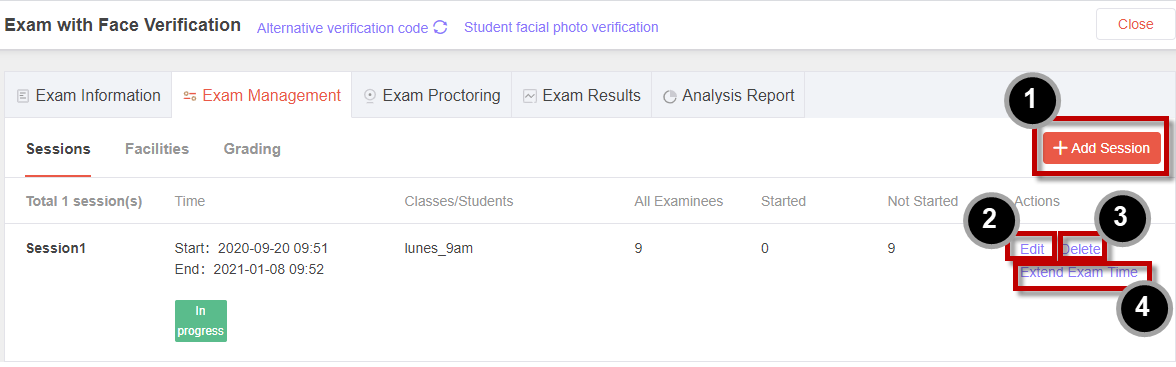 Exam with Face Verification Alternative verification code Student facial photo verification Close
Exam Information Exam Management Exam Proctoring Exam Results Analysis Report
1
Sessions Facilities Grading + Add Session
Total 1 session(s) Time Classes/Students All Examinees Started Not Started Actions
2 3
Session1 Start: 2020-09-20 09:51 lunes_9am 9 0 9 Edit Delete
End: 2021-01-08 09:52 Extend Exam Time
4
In
progress